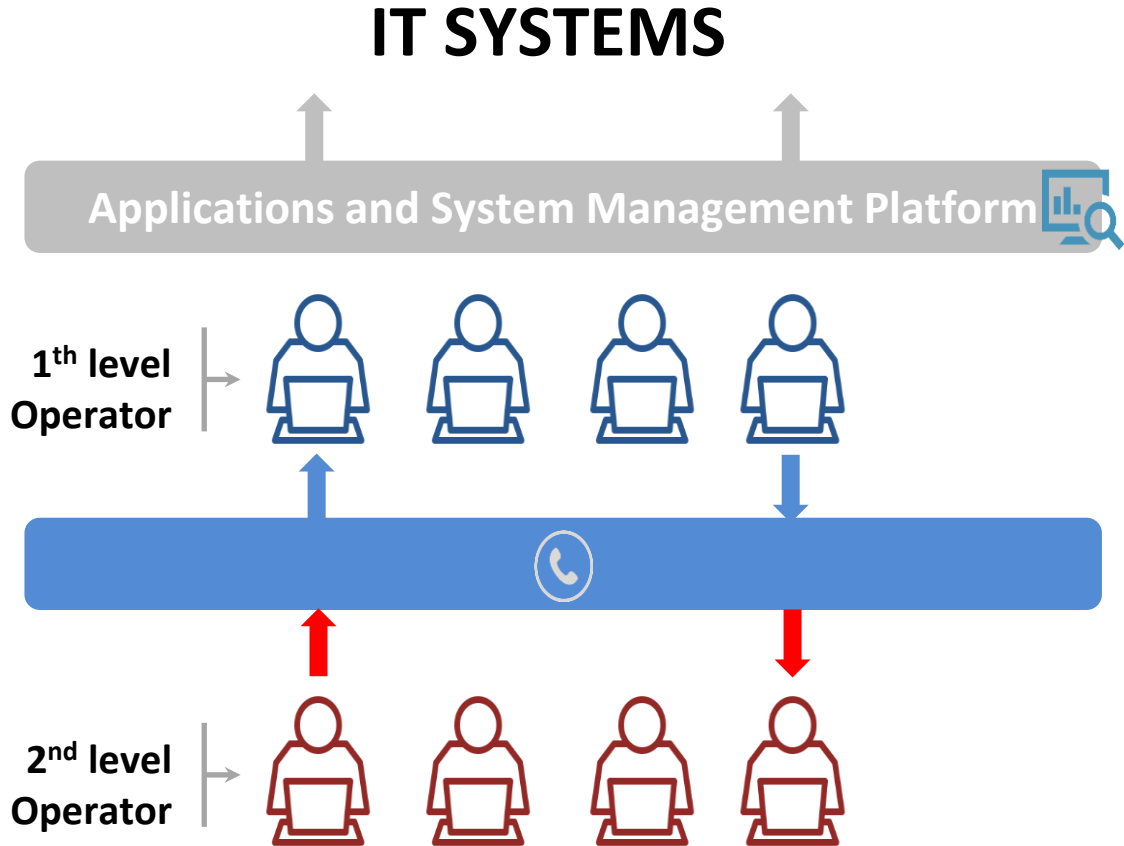 IT SYSTEMS
Applications and System Management Platform
1th level
Operator
2nd level
Operator